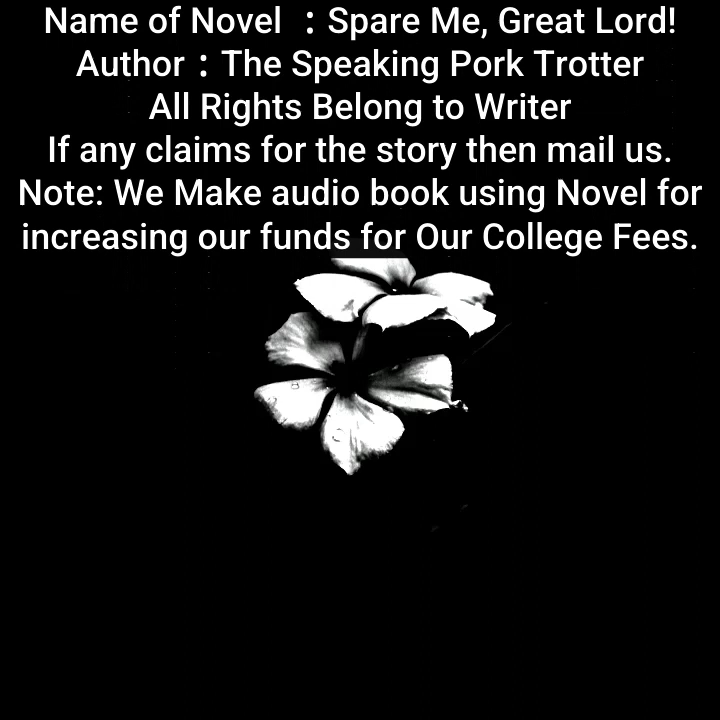 Name of Novel : Spare Me, Great Lord!
Author : The Speaking Pork Trotter
All Rights Belong to Writer
If any claims for the story then mail us.
Note: We Make audio book using Novel for
increasing our funds for Our College Fees.